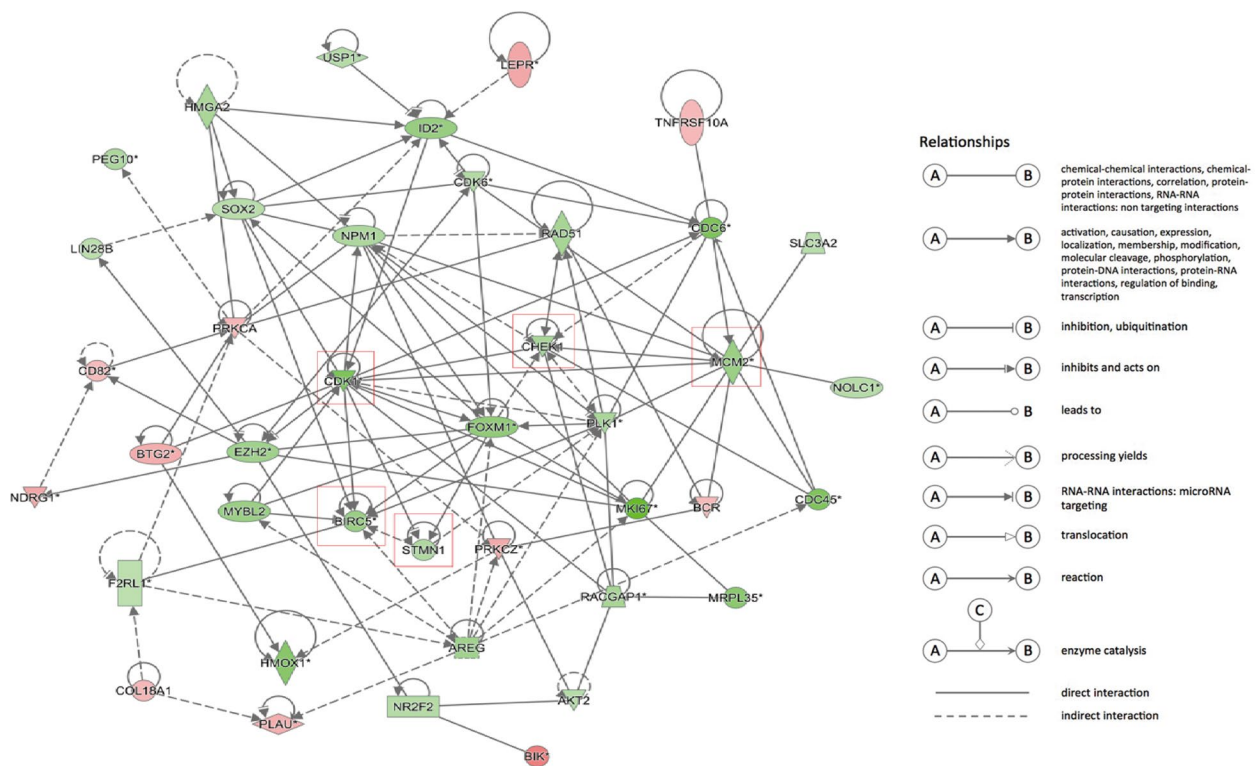 USP1*
LEPR*
HMGA2
TNFRSF10A
ID2*
PEG10*
CDK6*
SOX2
NPM1
RAD51
CDC6*
SLC3A2
LIN28B
PRKCA
CHEK1
MCM2*
CD82*
CDK1
NOLC1*
FOXM1*
PLK1*
BTG2*
EZH2*
NDRG1*
MYBL2
BIRC5*
MKI67*
BCR
CDC45*
STMN1
PRKCZ*
F2RL1*
RACGAP1*
MRPL35*
AREG
HMOX1*
COL18A1
PLAU*
NR2F2
AKT2
BIK*
Relationships
A B
chemical-chemical interactions, chemical-
protein interactions, correlation, protein-
protein interactions, RNA-RNA
interactions: non targeting interactions
A B
activation, causation, expression,
localization, membership, modification,
molecular cleavage, phosphorylation,
protein-DNA interactions, protein-RNA
interactions, regulation of binding,
transcription
A B
inhibition, ubiquitination
A B
inhibits and acts on
A B
leads to
A B
processing yields
A B
RNA-RNA interactions: microRNA
targeting
A B
translocation
A B
reaction
C
A B
enzyme catalysis
direct interaction
indirect interaction